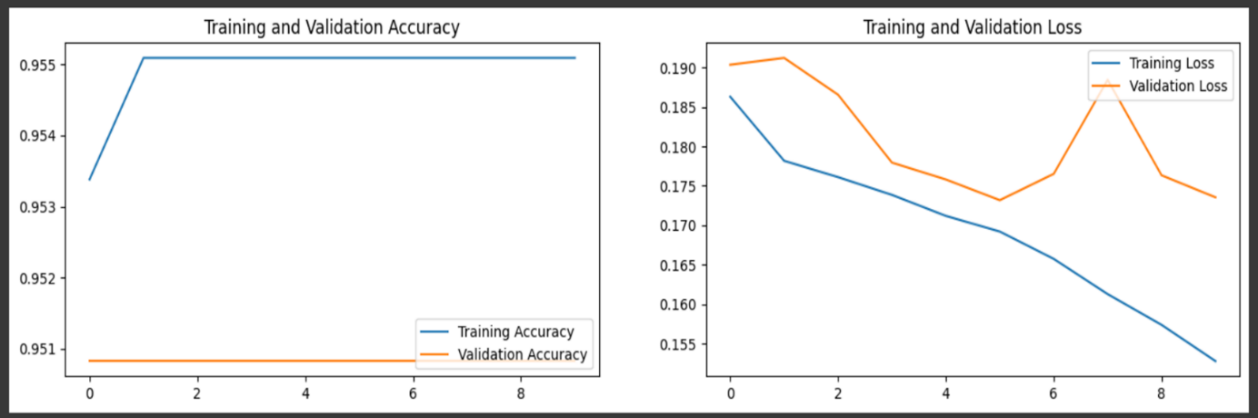 Training and Validation Accuracy
0.955
0.954
0.953
0.952
0.951
Training Accuracy
Validation Accuracy
0 2 4 6 8
Training and Validation Loss
0.190
0.185
0.180
0.175
0.170
0.165
0.160
0.155
Training Loss
Validation Loss
0 2 4 6 8